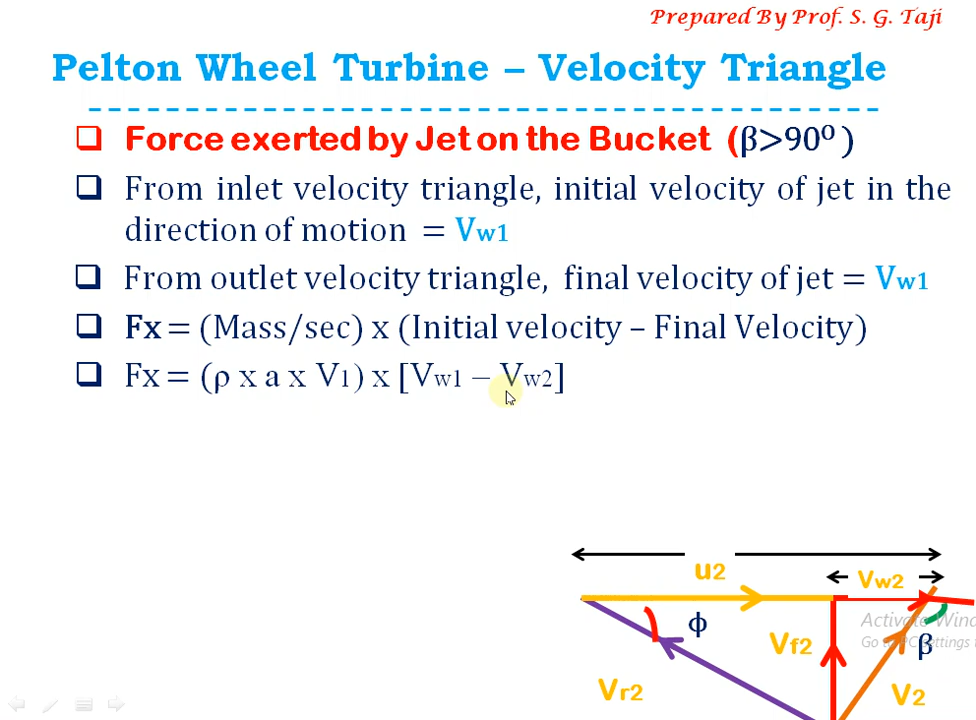 Prepared By Prof. S. G. Taji
Pelton Wheel Turbine – Velocity Triangle
Force exerted by Jet on the Bucket (β>90º )
From inlet velocity triangle, initial velocity of jet in the
direction of motion = Vw1
From outlet velocity triangle, final velocity of jet = Vw1
Fx = (Mass/sec) x (Initial velocity – Final Velocity)
Fx = (ρ x a x V1) x [Vw1 – Vw2]
u2
Vw2
ϕ
Vf2
β
Vr2
V2
Activate Wind
Go to PC settings t